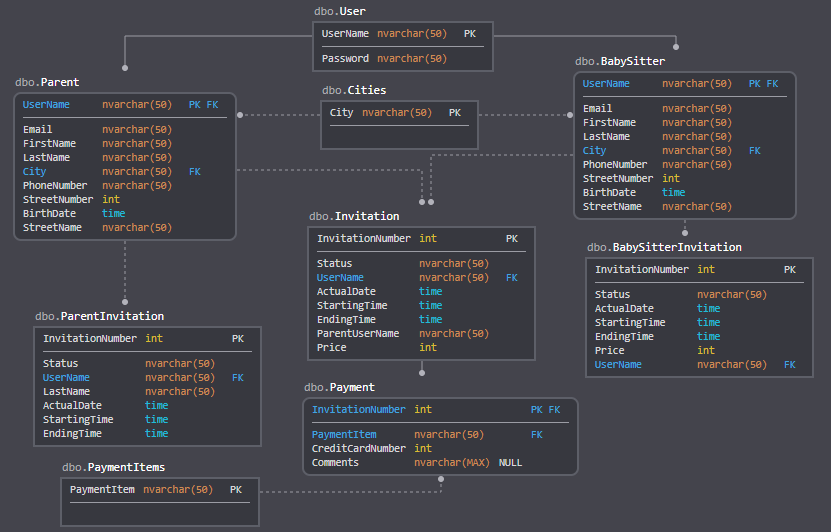 dbo.User
UserName nvarchar(50) PK
Password nvarchar(50)
dbo.Parent
UserName nvarchar(50) PK FK
Email nvarchar(50)
FirstName nvarchar(50)
LastName nvarchar(50)
City nvarchar(50) FK
PhoneNumber nvarchar(50)
StreetNumber int
BirthDate time
StreetName nvarchar(50)
dbo.Cities
City nvarchar(50) PK
dbo.BabySitter
UserName nvarchar(50) PK FK
Email nvarchar(50)
FirstName nvarchar(50)
LastName nvarchar(50)
City nvarchar(50) FK
PhoneNumber nvarchar(50)
StreetNumber int
BirthDate time
StreetName nvarchar(50)
dbo.Invitation
InvitationNumber int PK
Status nvarchar(50)
UserName nvarchar(50) FK
ActualDate time
StartingTime time
EndingTime time
ParentUserName nvarchar(50)
Price int
dbo.BabySitterInvitation
InvitationNumber int PK
Status nvarchar(50)
ActualDate time
StartingTime time
EndingTime time
Price int
UserName nvarchar(50) FK
dbo.ParentInvitation
InvitationNumber int PK
Status nvarchar(50)
UserName nvarchar(50) FK
LastName nvarchar(50)
ActualDate time
StartingTime time
EndingTime time
dbo.Payment
InvitationNumber int PK FK
PaymentItem nvarchar(50) FK
CreditCardNumber int
Comments nvarchar(MAX) NULL
dbo.PaymentItems
PaymentItem nvarchar(50) PK